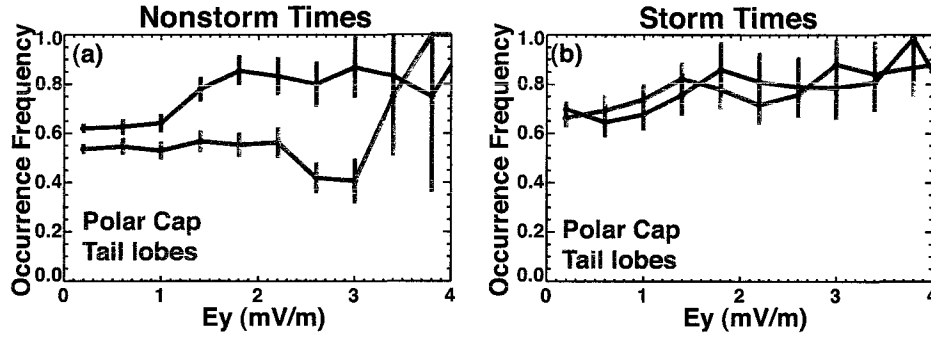 Nonstorm Times
Storm Times
Occurrence Frequency
1.0
0.8
0.6
0.4
0.2
0.0
(a)
Polar Cap
Tail lobes
0 1 2 3 4
Ey (mV/m)
Occurrence Frequency
1.0
0.8
0.6
0.4
0.2
0.0
(b)
Polar Cap
Tail lobes
0 1 2 3 4
Ey (mV/m)